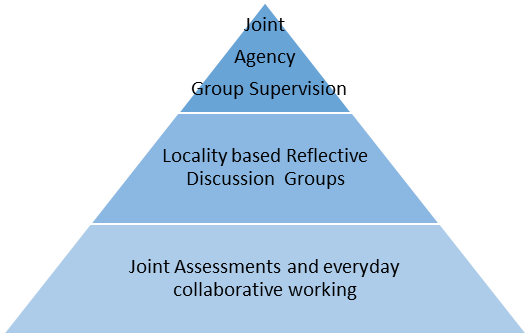 Joint
Agency
Group Supervision
Locality based Reflective
Discussion  Groups
Joint Assessments and everyday
collaborative working